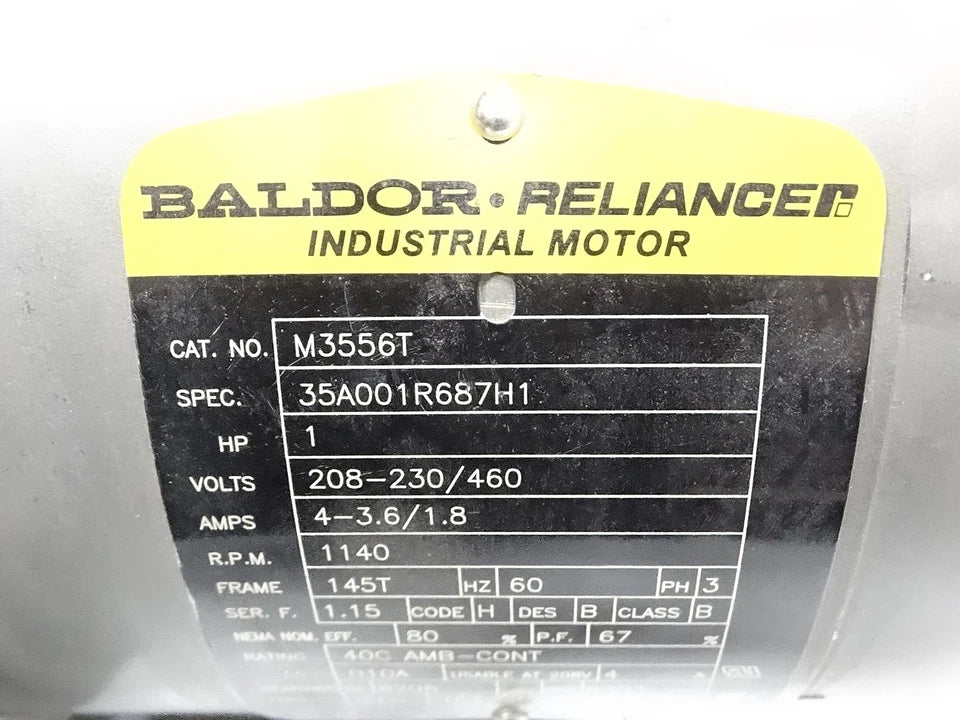 BALDOR • RELIANCE
INDUSTRIAL MOTOR
CAT. NO. M3556T
SPEC. 35A001R687H1
HP 1
VOLTS 208-230/460
AMPS 4-3.6/1.8
R.P.M. 1140
FRAME 145T HZ 60 PH 3
SER. F. 1.15 CODE H DES B CLASS B
NEMA NOM. EFF. 80 % P.F. 67 %
RATING 40C AMB-CONT
USABLE AT 208V 4 A